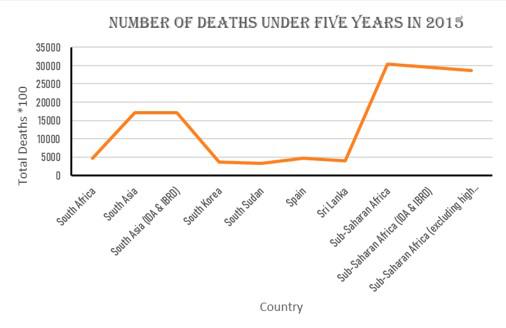 NUMBER OF DEATHS UNDER FIVE YEARS IN 2015
Total Deaths *100
35000
30000
25000
20000
15000
10000
5000
0
South Africa
South Asia
South Asia (IDA & IBRD)
South Korea
South Sudan
Spain
Sri Lanka
Sub-Saharan Africa
Sub-Saharan Africa (IDA & IBRD)
Sub-Saharan Africa (excluding high...
Country